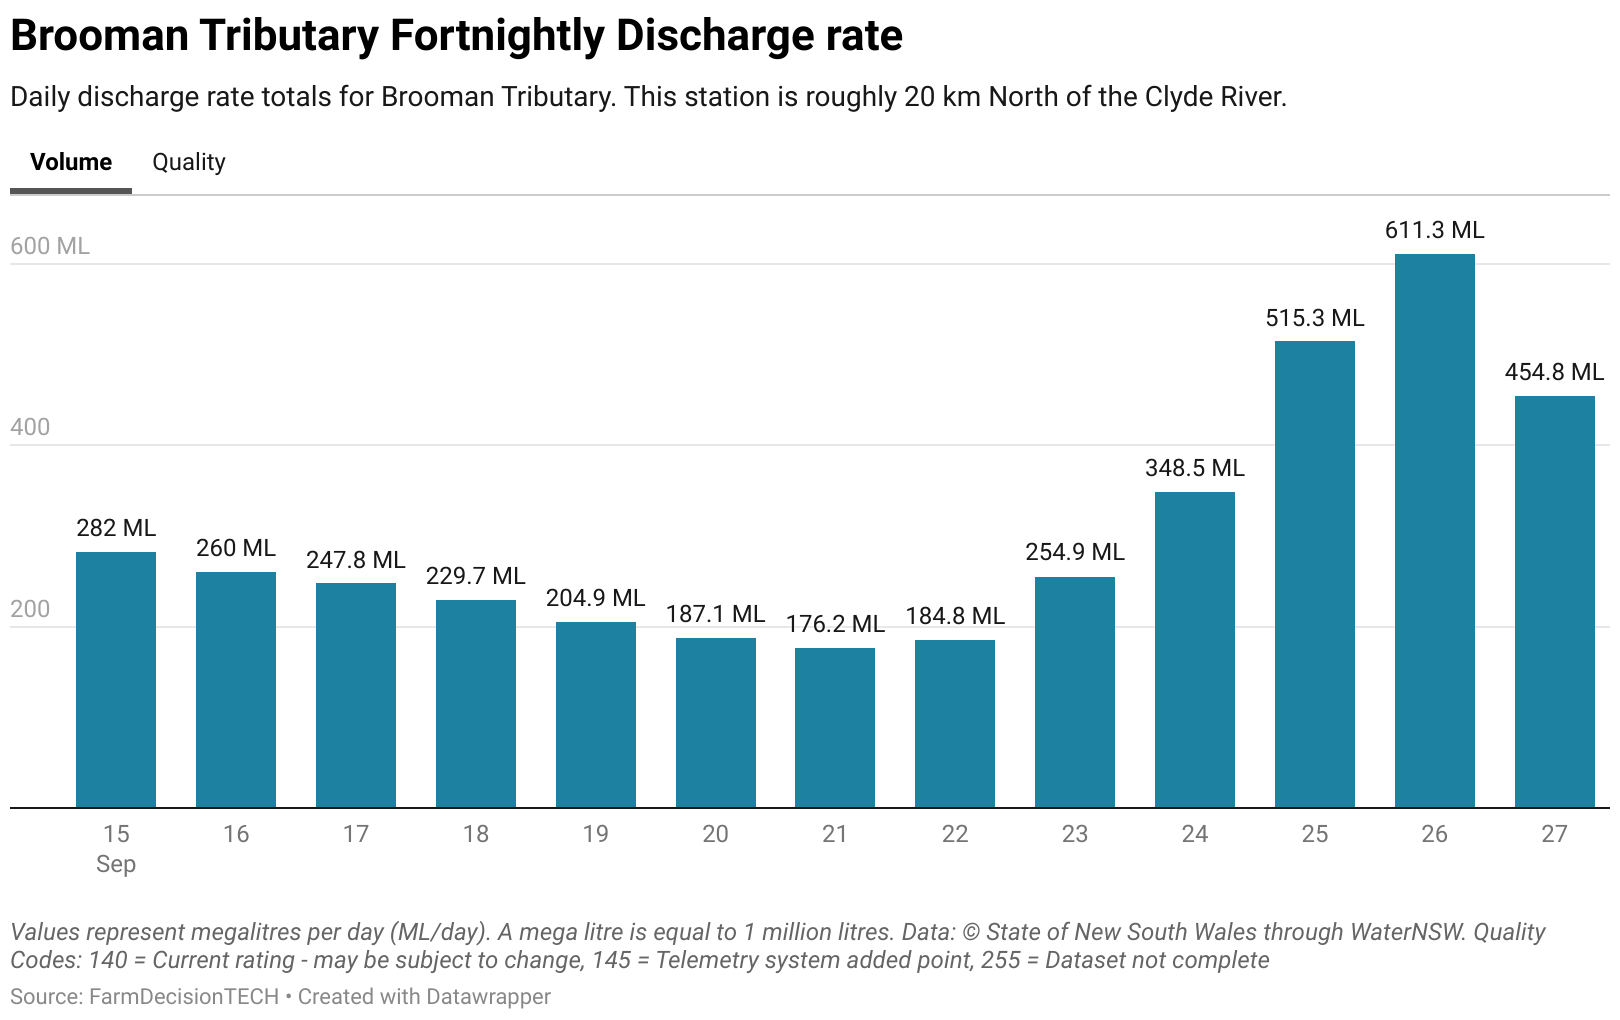 Brooman Tributary Fortnightly Discharge rate
Daily discharge rate totals for Brooman Tributary. This station is roughly 20 km North of the Clyde River.
Volume Quality
600 ML
400
200
282 ML
260 ML
247.8 ML
229.7 ML
204.9 ML
187.1 ML
176.2 ML
184.8 ML
254.9 ML
348.5 ML
515.3 ML
611.3 ML
454.8 ML
15 16 17 18 19 20 21 22 23 24 25 26 27
Sep
Values represent megalitres per day (ML/day). A mega litre is equal to 1 million litres. Data: © State of New South Wales through WaterNSW. Quality
Codes: 140 = Current rating - may be subject to change, 145 = Telemetry system added point, 255 = Dataset not complete
Source: FarmDecisionTECH • Created with Datawrapper